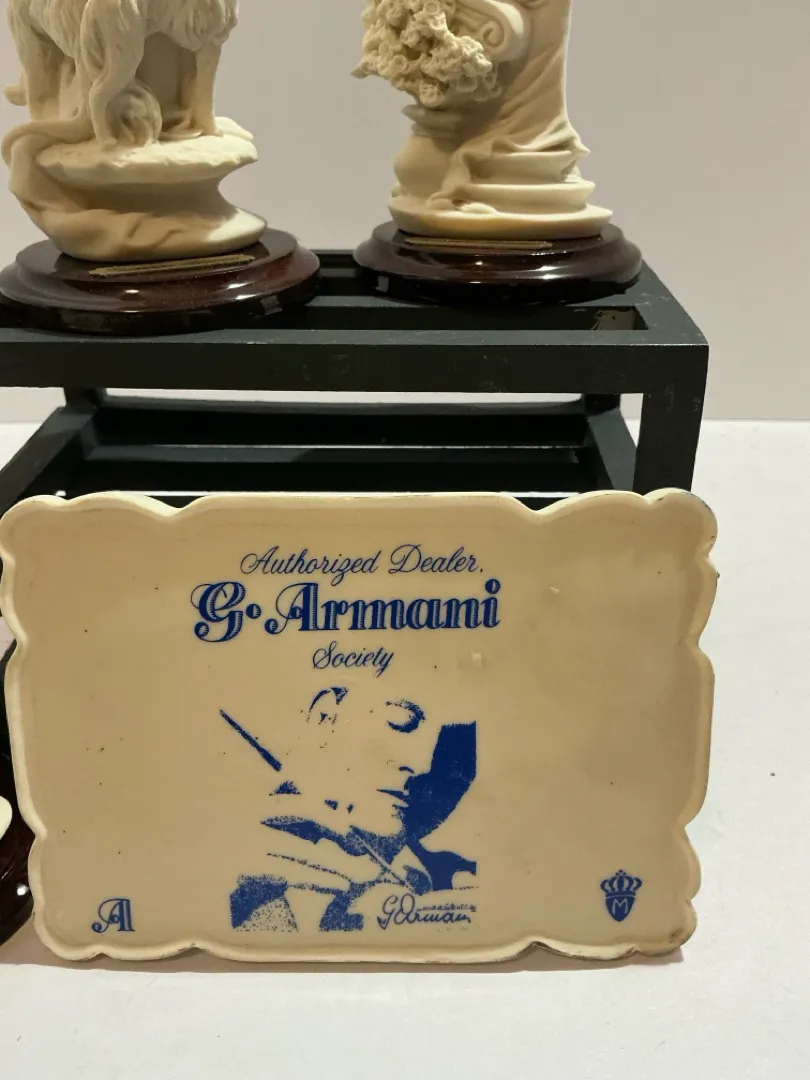 Authorized Dealer.
G. Armani
Society
G Armani
A
M